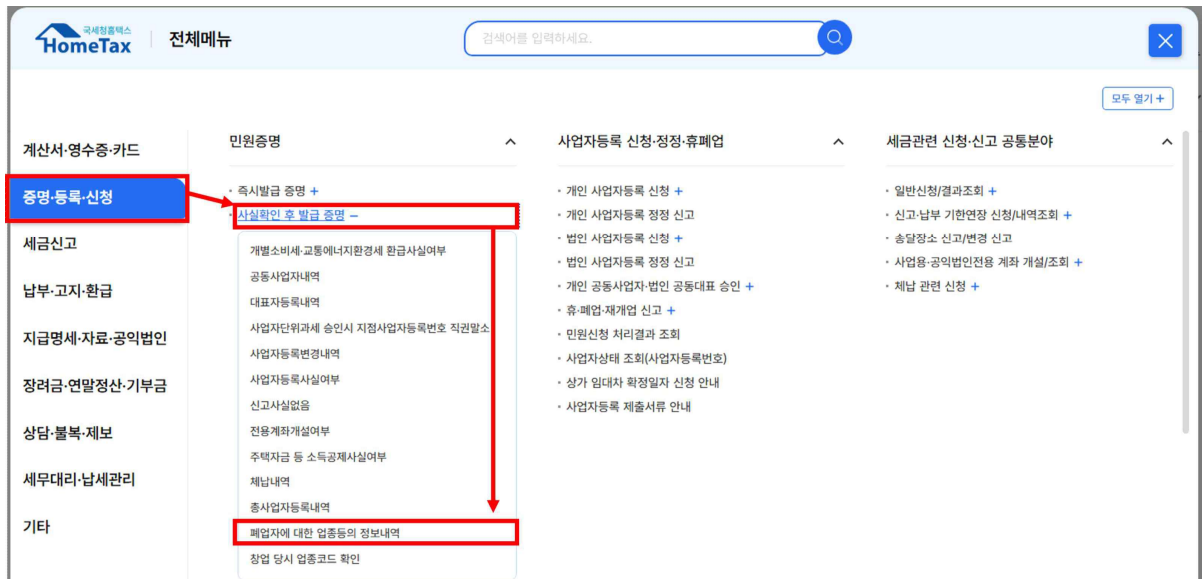 국세청홈택스
HomeTax
전체메뉴
검색어를 입력하세요.
모두 열기 +
계산서·영수증·카드
증명·등록·신청
세금신고
납부·고지·환급
지급명세·자료·공익법인
장려금·연말정산·기부금
상담·불복·제보
세무대리·납세관리
기타
민원증명
· 즉시발급 증명 +
· 사실확인 후 발급 증명 −
개별소비세·교통에너지환경세 환급사실여부
공동사업자내역
대표자등록내역
사업자단위과세 승인시 지점사업자등록번호 직권말소
사업자등록변경내역
사업자등록사실여부
신고사실없음
전용계좌개설여부
주택자금 등 소득공제사실여부
체납내역
총사업자등록내역
폐업자에 대한 업종등의 정보내역
창업 당시 업종코드 확인
사업자등록 신청·정정·휴폐업
· 개인 사업자등록 신청 +
· 개인 사업자등록 정정 신고
· 법인 사업자등록 신청 +
· 법인 사업자등록 정정 신고
· 개인 공동사업자·법인 공동대표 승인 +
· 휴·폐업·재개업 신고 +
· 민원신청 처리결과 조회
· 사업자상태 조회(사업자등록번호)
· 상가 임대차 확정일자 신청 안내
· 사업자등록 제출서류 안내
세금관련 신청·신고 공통분야
· 일반신청/결과조회 +
· 신고·납부 기한연장 신청/내역조회 +
· 송달장소 신고/변경 신고
· 사업용·공익법인전용 계좌 개설/조회 +
· 체납 관련 신청 +